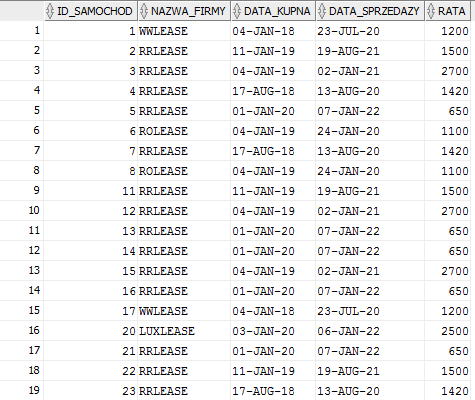 ID_SAMOCHOD NAZWA_FIRMY DATA_KUPNA DATA_SPRZEDAZY RATA
1 1 WWLEASE 04-JAN-18 23-JUL-20 1200
2 2 RRLEASE 11-JAN-19 19-AUG-21 1500
3 3 RRLEASE 04-JAN-19 02-JAN-21 2700
4 4 RRLEASE 17-AUG-18 13-AUG-20 1420
5 5 RRLEASE 01-JAN-20 07-JAN-22 650
6 6 ROLEASE 04-JAN-19 24-JAN-20 1100
7 7 RRLEASE 17-AUG-18 13-AUG-20 1420
8 8 ROLEASE 04-JAN-19 24-JAN-20 1100
9 11 RRLEASE 11-JAN-19 19-AUG-21 1500
10 12 RRLEASE 04-JAN-19 02-JAN-21 2700
11 13 RRLEASE 01-JAN-20 07-JAN-22 650
12 14 RRLEASE 01-JAN-20 07-JAN-22 650
13 15 RRLEASE 04-JAN-19 02-JAN-21 2700
14 16 RRLEASE 01-JAN-20 07-JAN-22 650
15 17 WWLEASE 04-JAN-18 23-JUL-20 1200
16 20 LUXLEASE 03-JAN-20 06-JAN-22 2500
17 21 RRLEASE 01-JAN-20 07-JAN-22 650
18 22 RRLEASE 11-JAN-19 19-AUG-21 1500
19 23 RRLEASE 17-AUG-18 13-AUG-20 1420